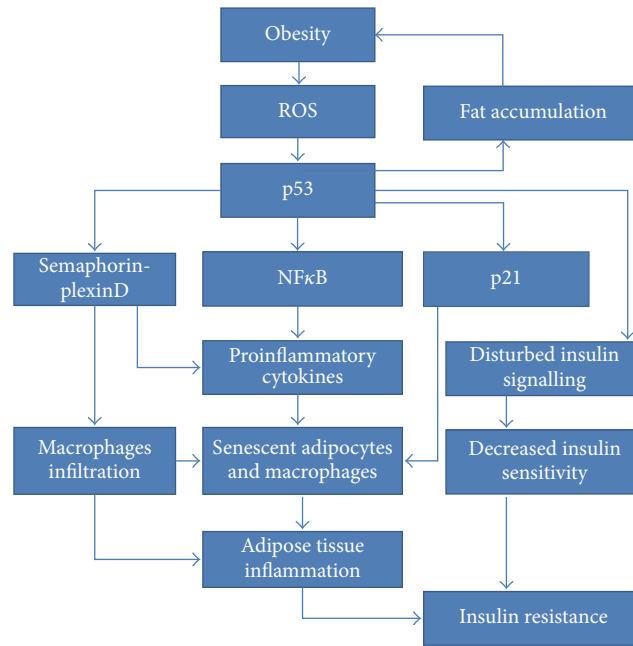 Obesity
ROS
Fat accumulation
p53
Semaphorin-
plexinD
NFκB
p21
Proinflammatory
cytokines
Disturbed insulin
signalling
Macrophages
infiltration
Senescent adipocytes
and macrophages
Decreased insulin
sensitivity
Adipose tissue
inflammation
Insulin resistance